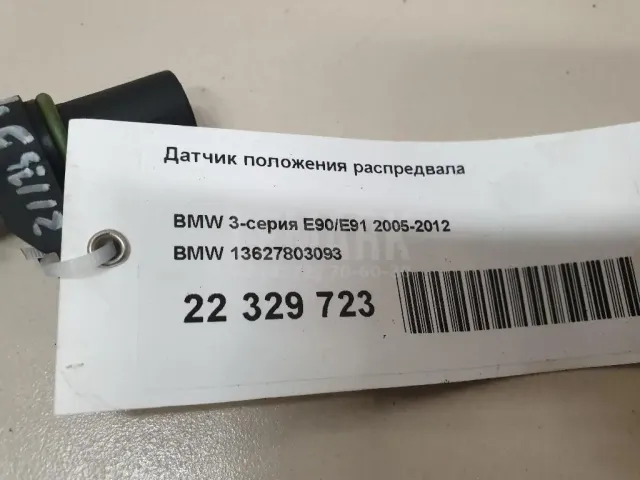 Датчик положения распредвала
BMW 3-серия E90/E91 2005-2012
BMW 13627803093
22 329 723